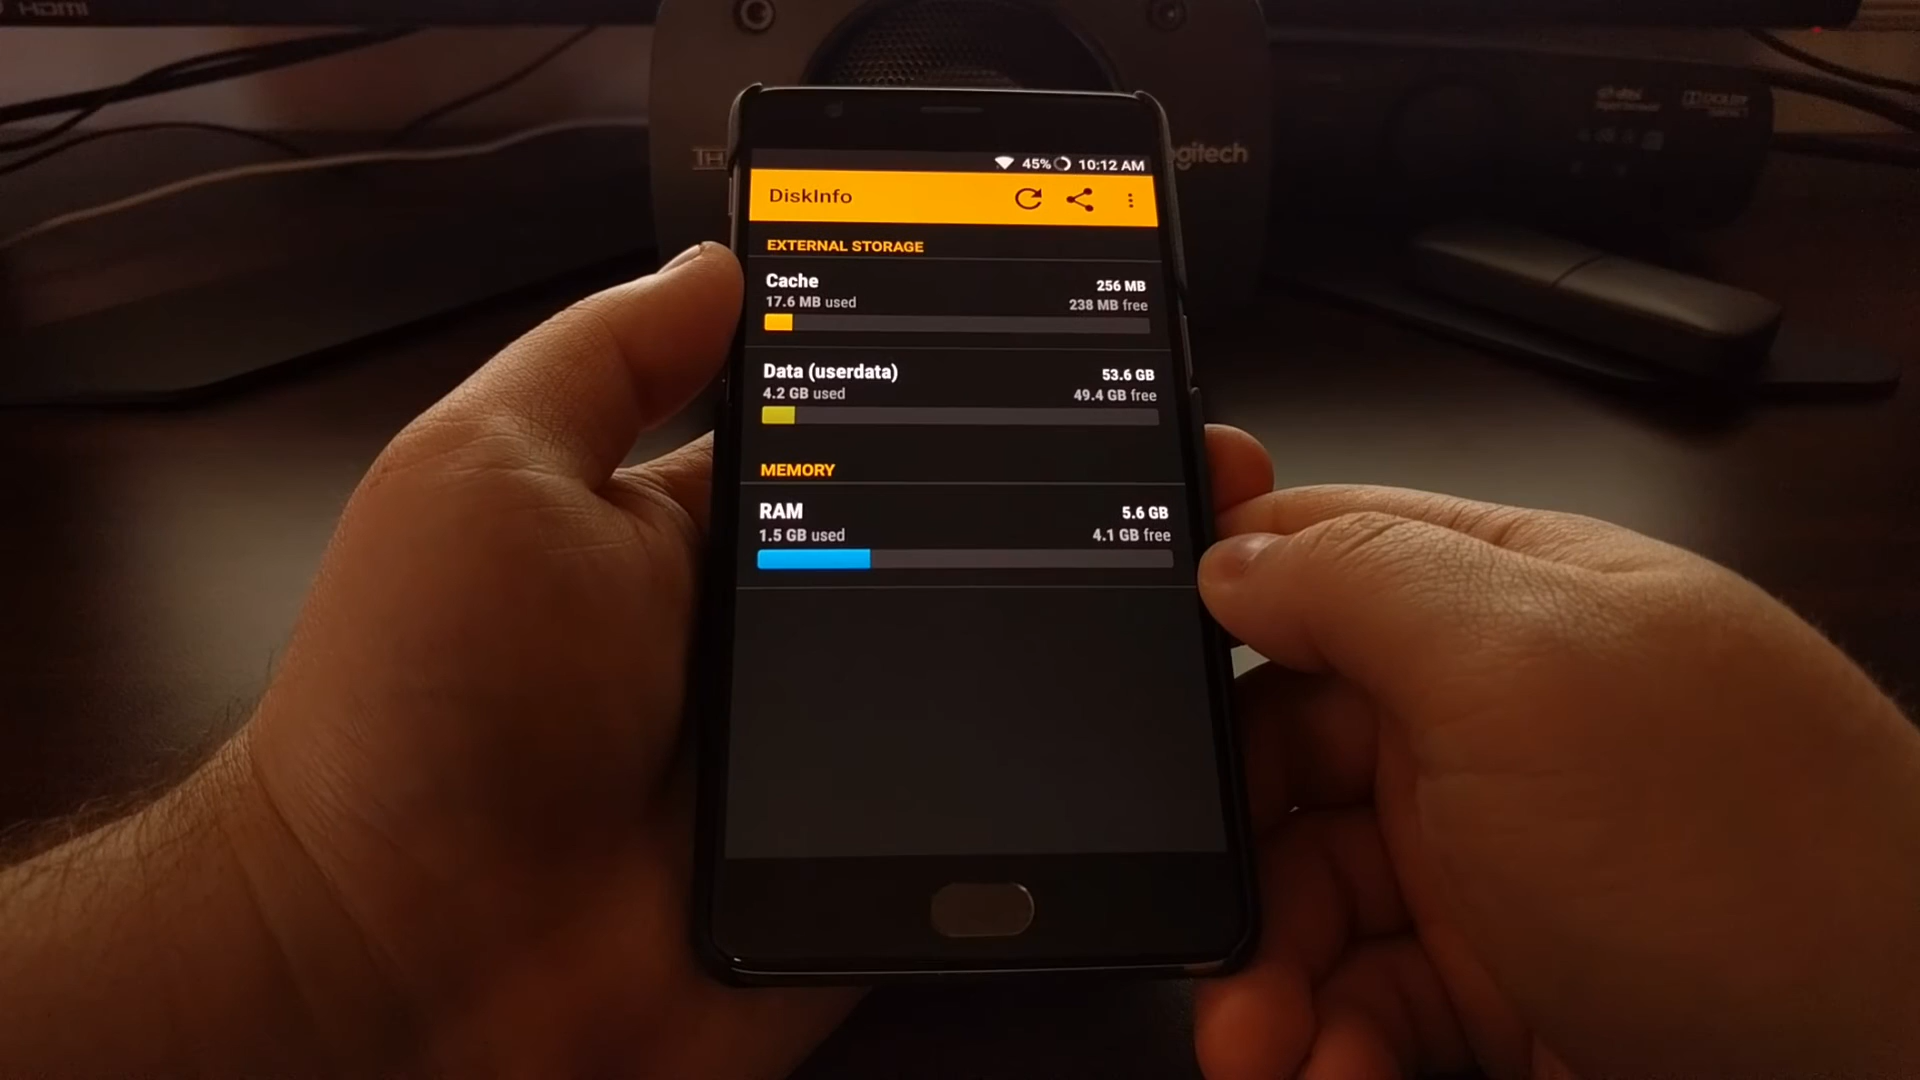 HDMI
TH
gitech
45% 10:12 AM
DiskInfo
EXTERNAL STORAGE
Cache 256 MB
17.6 MB used 238 MB free
Data (userdata) 53.6 GB
4.2 GB used 49.4 GB free
MEMORY
RAM 5.6 GB
1.5 GB used 4.1 GB free